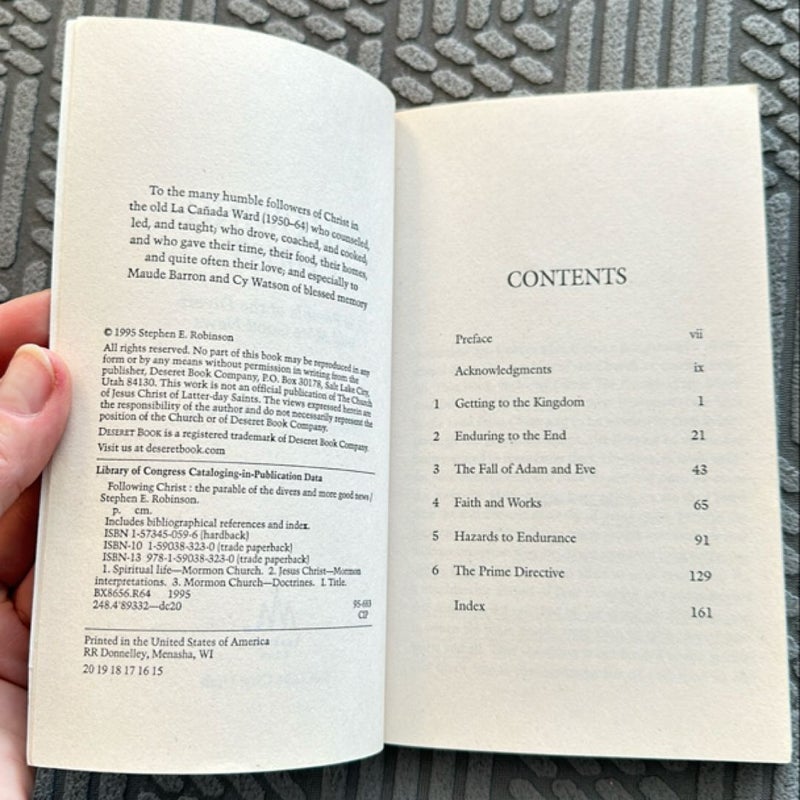 To the many humble followers of Christ in
the old La Cañada Ward (1950–64) who counseled,
led, and taught; who drove, coached, and cooked,
and who gave their time, their food, their homes,
and quite often their love; and especially to
Maude Barron and Cy Watson of blessed memory
© 1995 Stephen E. Robinson
All rights reserved. No part of this book may be reproduced in any
form or by any means without permission in writing from the
publisher, Deseret Book Company, P.O. Box 30178, Salt Lake City,
Utah 84130. This work is not an official publication of The Church
of Jesus Christ of Latter-day Saints. The views expressed herein are
the responsibility of the author and do not necessarily represent the
position of the Church or of Deseret Book Company.
DESERET BOOK is a registered trademark of Deseret Book Company.
Visit us at deseretbook.com
Library of Congress Cataloging-in-Publication Data
Following Christ : the parable of the divers and more good news /
Stephen E. Robinson.
p. cm.
Includes bibliographical references and index.
ISBN 1-57345-059-6 (hardback)
ISBN-10 1-59038-323-0 (trade paperback)
ISBN-13 978-1-59038-323-0 (trade paperback)
1. Spiritual life—Mormon Church. 2. Jesus Christ—Mormon
interpretations. 3. Mormon Church—Doctrines. I. Title.
BX8656.R64 1995
248.4'89332—dc20
CIP
Printed in the United States of America
RR Donnelley, Menasha, WI
20 19 18 17 16 15
CONTENTS
Preface vii
Acknowledgments ix
1 Getting to the Kingdom 1
2 Enduring to the End 21
3 The Fall of Adam and Eve 43
4 Faith and Works 65
5 Hazards to Endurance 91
6 The Prime Directive 129
Index 161